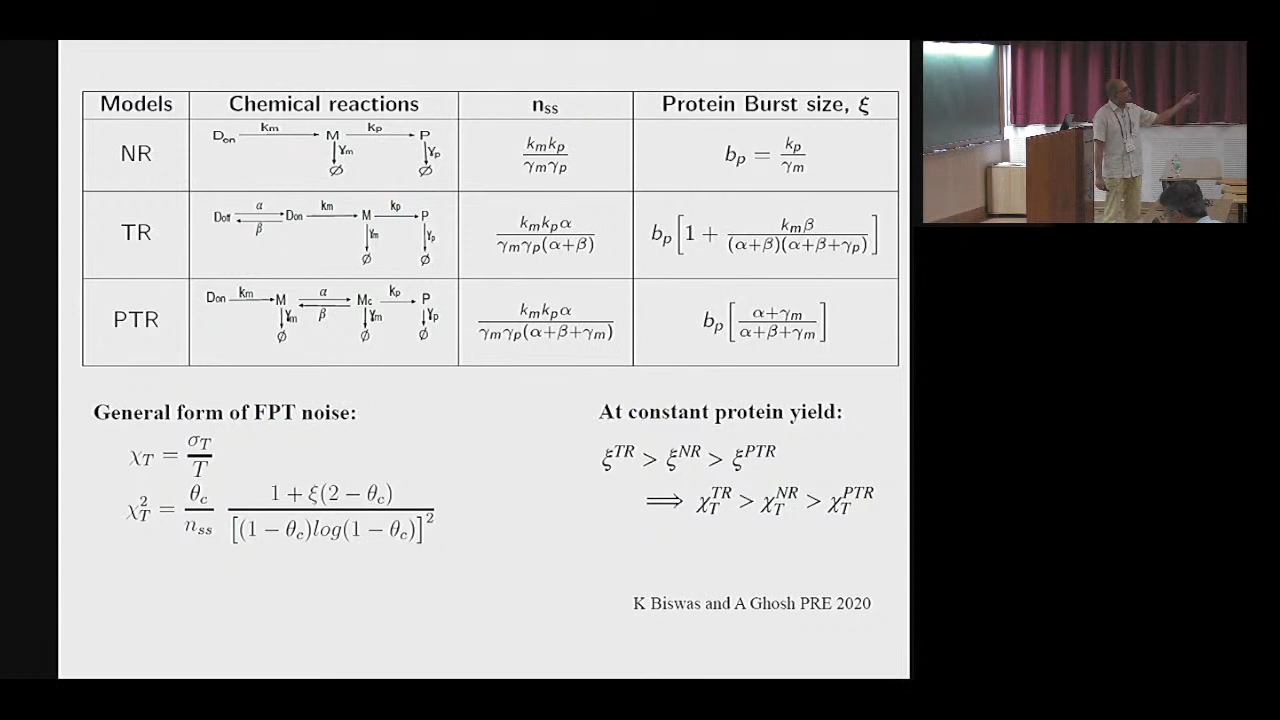 Models Chemical reactions n_ss Protein Burst size, ξ
NR
D_on —k_m→ M —k_p→ P
↓γ_m ↓γ_p
∅ ∅
k_m k_p / γ_m γ_p
b_p = k_p / γ_m
TR
D_off ⇌ D_on —k_m→ M —k_p→ P
α
β
↓γ_m ↓γ_p
∅ ∅
k_m k_p α / γ_m γ_p(α+β)
b_p[1 + k_m β / (α+β)(α+β+γ_p)]
PTR
D_on —k_m→ M ⇌ M_c —k_p→ P
α
β
↓γ_m ↓γ_m ↓γ_p
∅ ∅ ∅
k_m k_p α / γ_m γ_p(α+β+γ_m)
b_p[α+γ_m / α+β+γ_m]
General form of FPT noise:
χ_T = σ_T / T
χ_T^2 = θ_c / n_ss 1 + ξ(2 − θ_c) / [(1 − θ_c)log(1 − θ_c)]^2
At constant protein yield:
ξ^TR > ξ^NR > ξ^PTR
⟹ χ_T^TR > χ_T^NR > χ_T^PTR
K Biswas and A Ghosh PRE 2020